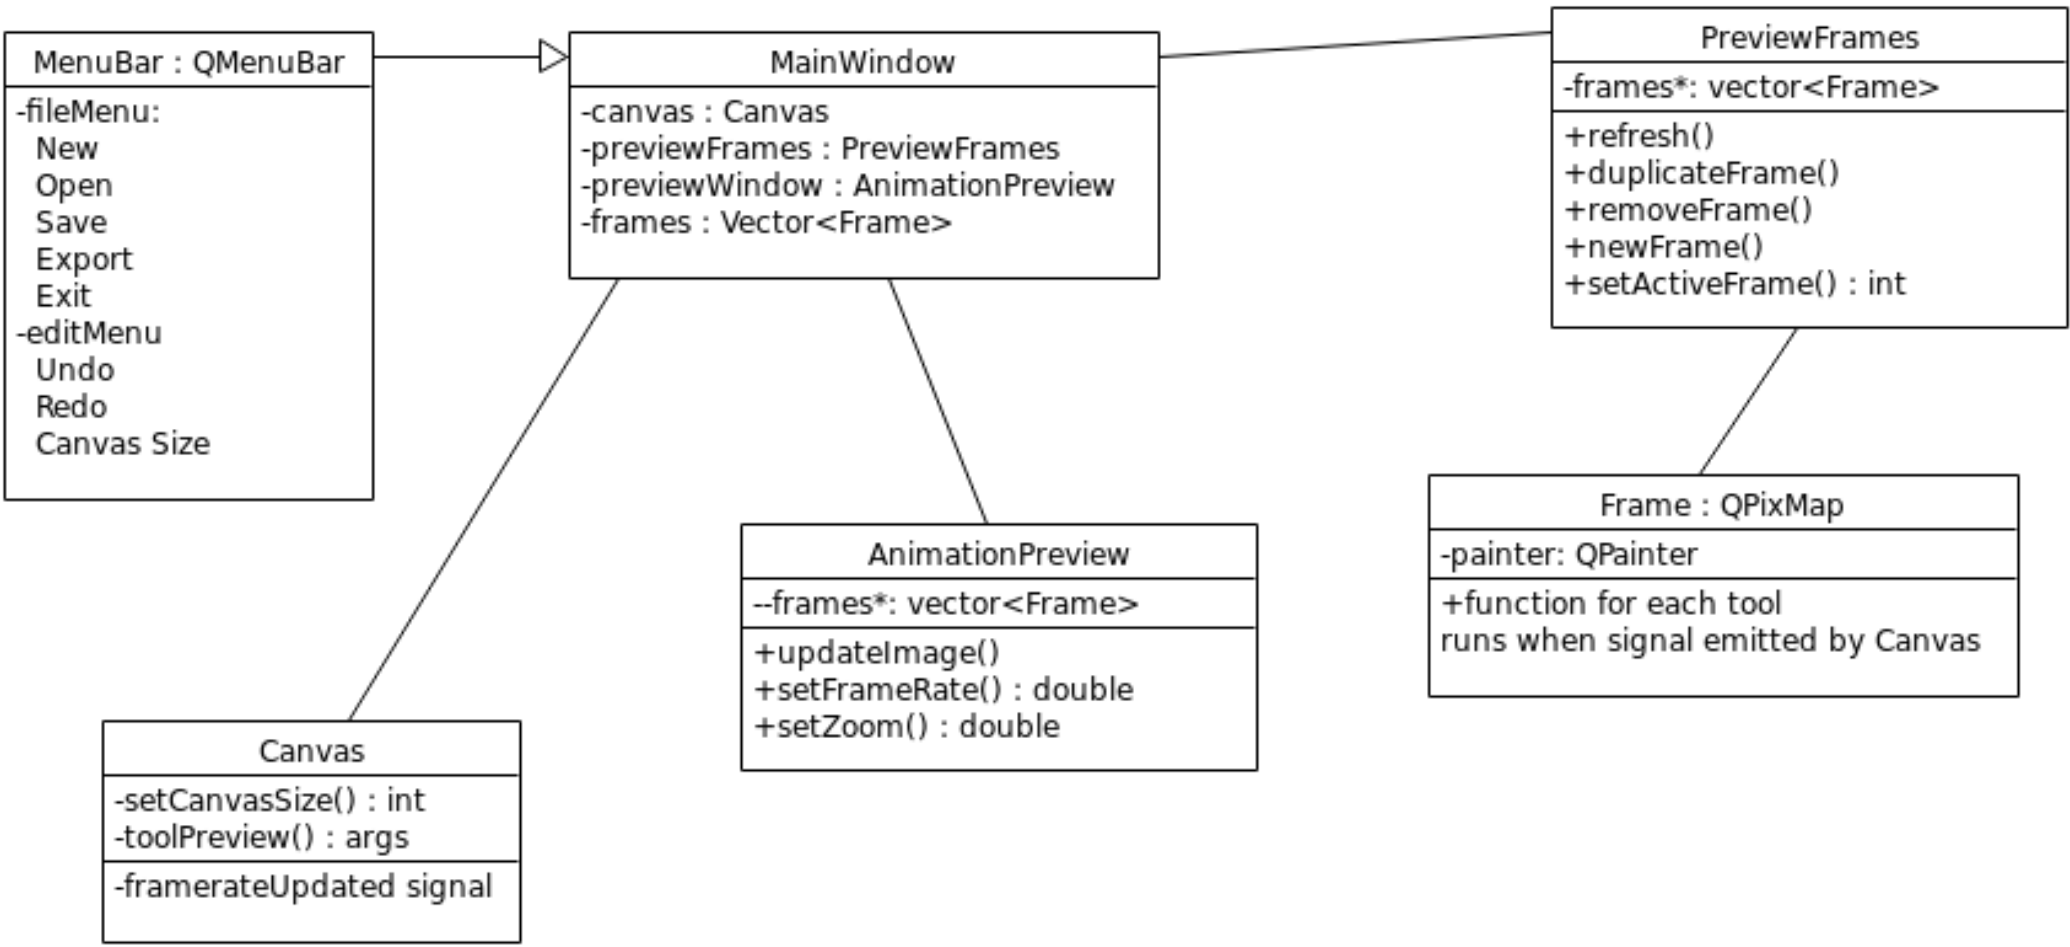 MenuBar : QMenuBar
-fileMenu:
New
Open
Save
Export
Exit
-editMenu
Undo
Redo
Canvas Size
MainWindow
-canvas : Canvas
-previewFrames : PreviewFrames
-previewWindow : AnimationPreview
-frames : Vector<Frame>
PreviewFrames
-frames*: vector<Frame>
+refresh()
+duplicateFrame()
+removeFrame()
+newFrame()
+setActiveFrame() : int
Frame : QPixMap
-painter: QPainter
+function for each tool
runs when signal emitted by Canvas
AnimationPreview
--frames*: vector<Frame>
+updateImage()
+setFrameRate() : double
+setZoom() : double
Canvas
-setCanvasSize() : int
-toolPreview() : args
-framerateUpdated signal